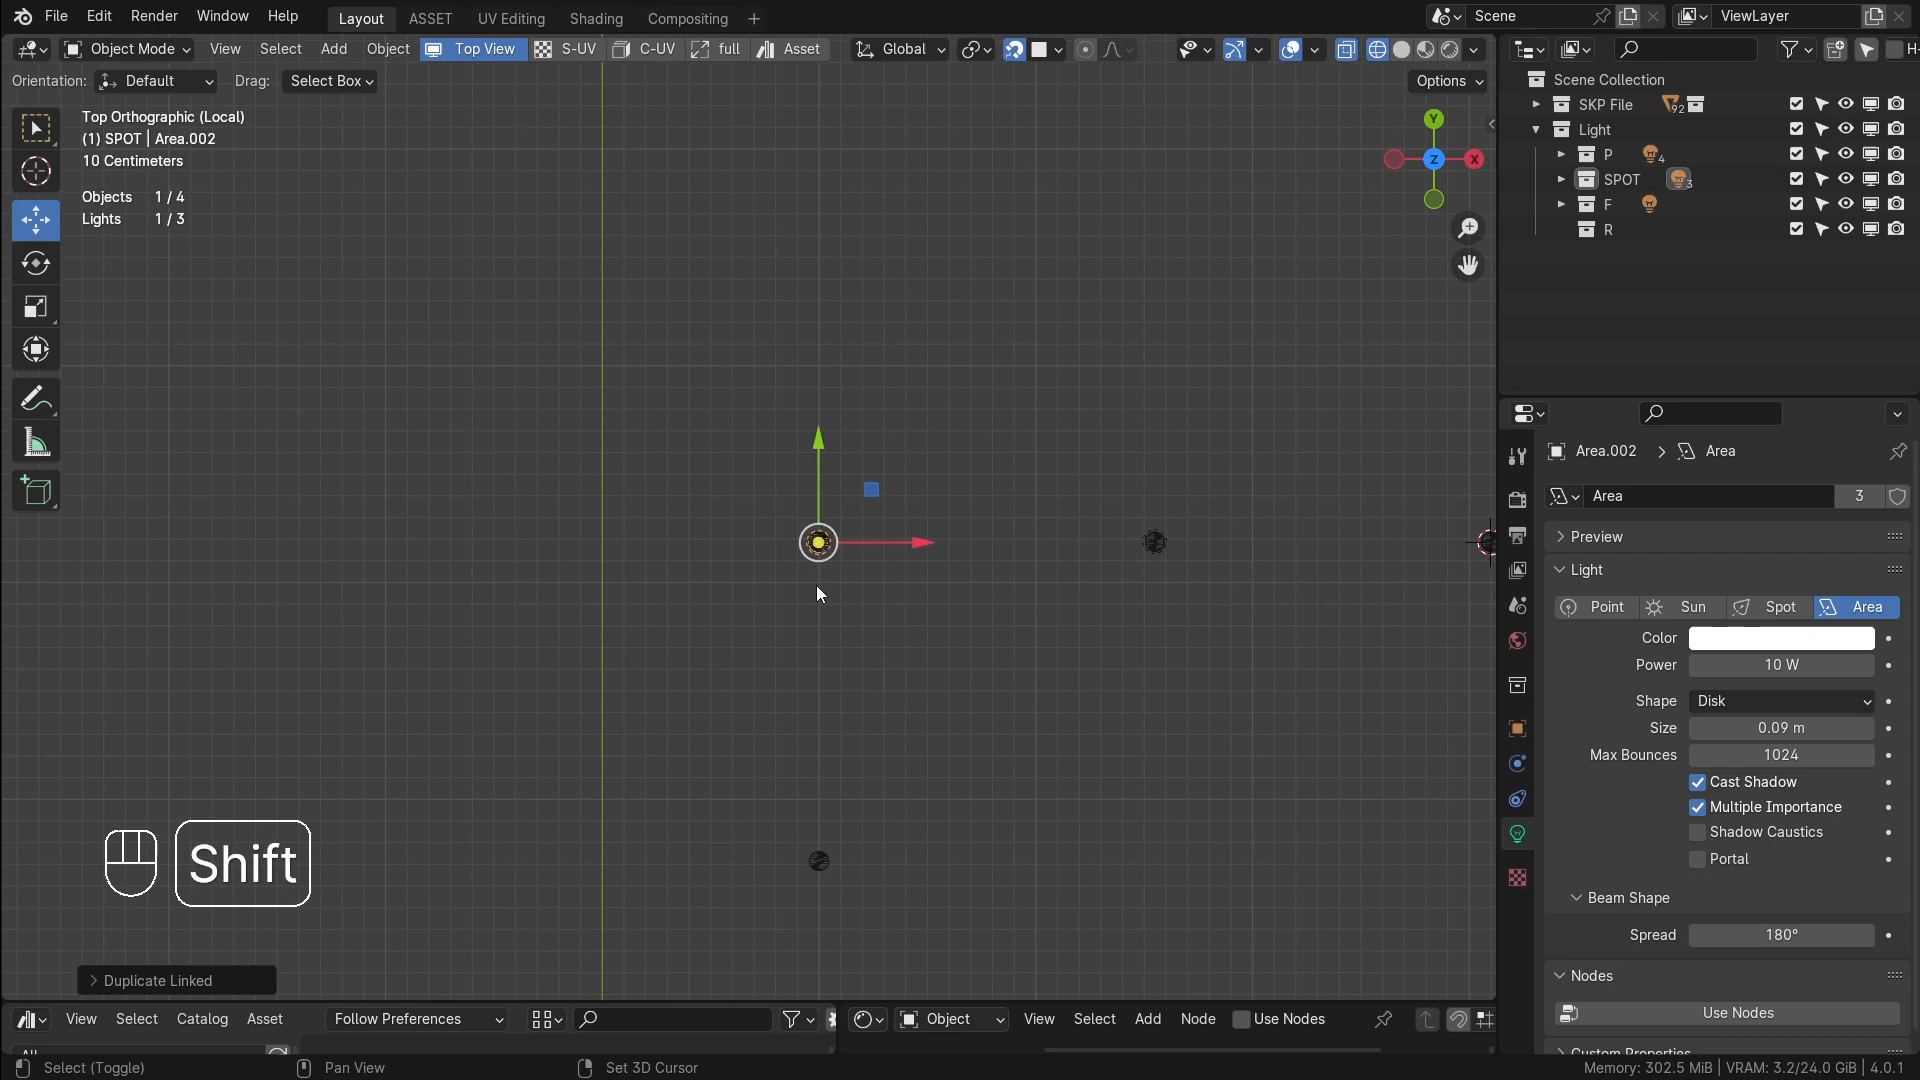 File Edit Render Window Help Layout ASSET UV Editing Shading Compositing + Scene ViewLayer
Object Mode View Select Add Object Top View S-UV C-UV full Asset Global
Orientation: Default Drag: Select Box Options
Top Orthographic (Local)
(1) SPOT | Area.002
10 Centimeters
Objects 1 / 4
Lights 1 / 3
Y
Z
X
Scene Collection
SKP File 92
Light
P 4
SPOT 3
F
R
Area.002 > Area
Area 3
Preview
Light
Point Sun Spot Area
Color
Power 10 W
Shape Disk
Size 0.09 m
Max Bounces 1024
Cast Shadow
Multiple Importance
Shadow Caustics
Portal
Beam Shape
Spread 180°
Nodes
Use Nodes
Custom Properties
Shift
Duplicate Linked
View Select Catalog Asset Follow Preferences
Object View Select Add Node Use Nodes
Select (Toggle) Pan View Set 3D Cursor Memory: 302.5 MiB | VRAM: 3.2/24.0 GiB | 4.0.1